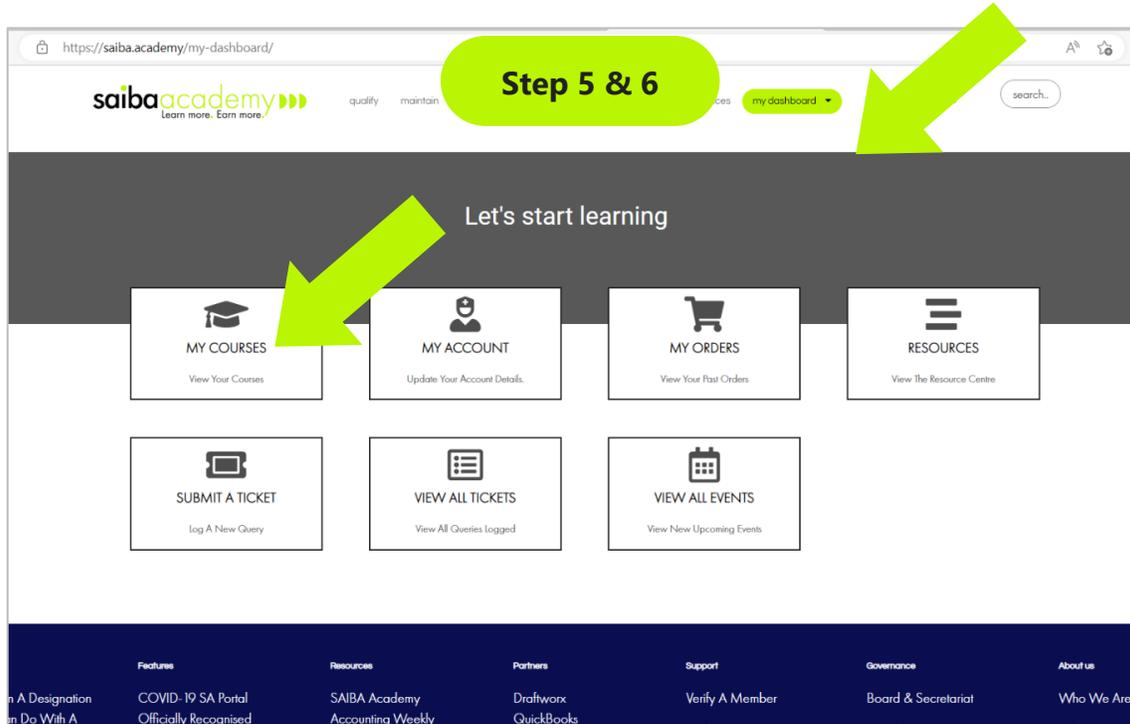 https://saiba.academy/my-dashboard/
Step 5 & 6
saibaacademy
Learn more. Earn more.
qualify
maintain
my dashboard
search..
Let's start learning
MY COURSES
View Your Courses
MY ACCOUNT
Update Your Account Details.
MY ORDERS
View Your Past Orders
RESOURCES
View The Resource Centre
SUBMIT A TICKET
Log A New Query
VIEW ALL TICKETS
View All Queries Logged
VIEW ALL EVENTS
View New Upcoming Events
Features
Resources
Partners
Support
Governance
About us
A Designation
COVID-19 SA Portal
SAIBA Academy
Draftworx
Verify A Member
Board & Secretariat
Who We Are
Do With A
Officially Recognised
Accounting Weekly
QuickBooks